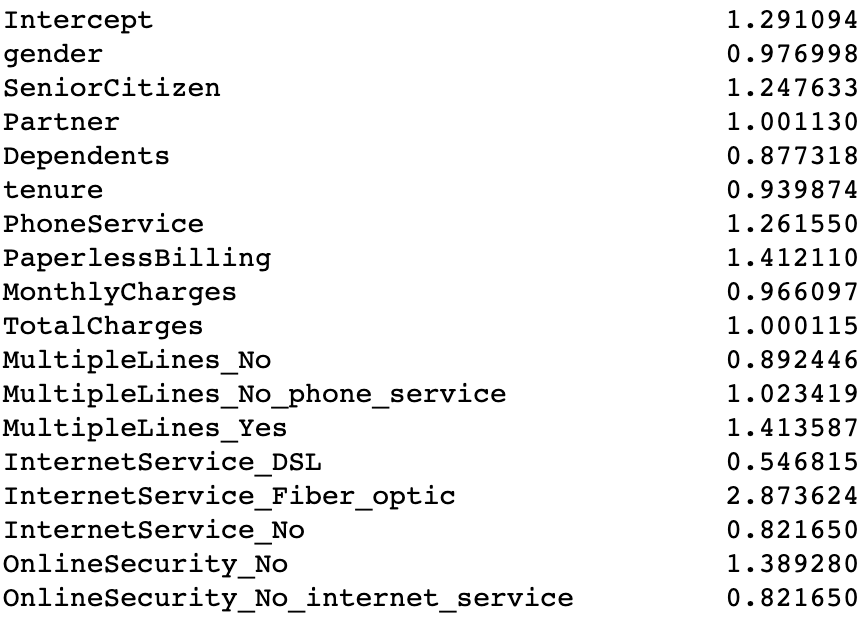 Intercept 1.291094
gender 0.976998
SeniorCitizen 1.247633
Partner 1.001130
Dependents 0.877318
tenure 0.939874
PhoneService 1.261550
PaperlessBilling 1.412110
MonthlyCharges 0.966097
TotalCharges 1.000115
MultipleLines_No 0.892446
MultipleLines_No_phone_service 1.023419
MultipleLines_Yes 1.413587
InternetService_DSL 0.546815
InternetService_Fiber_optic 2.873624
InternetService_No 0.821650
OnlineSecurity_No 1.389280
OnlineSecurity_No_internet_service 0.821650